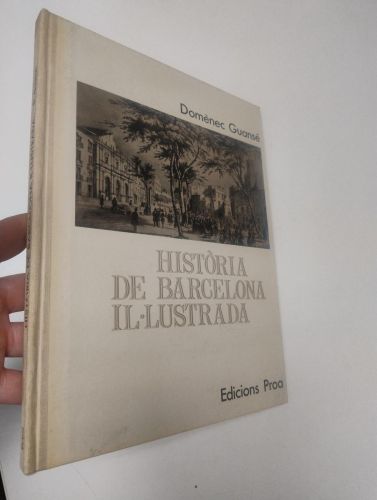 Domènec Guansé
HISTÒRIA
DE BARCELONA
IL·LUSTRADA
Edicions Proa